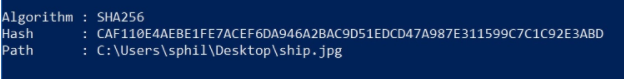 Algorithm : SHA256
Hash      : CAF110E4AEBE1FE7ACEF6DA946A2BAC9D51EDCD47A987E311599C7C1C92E3ABD
Path      : C:\Users\sphil\Desktop\ship.jpg